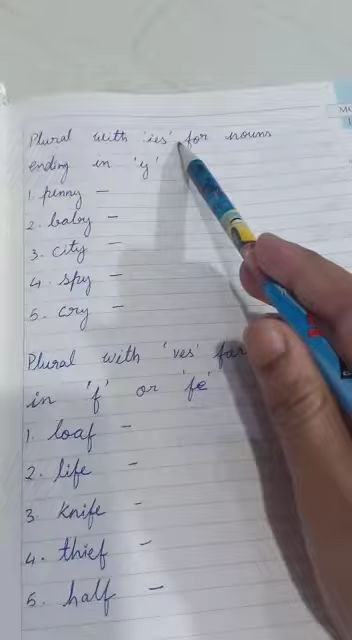 Plural with 'ies' for nouns
ending in 'y'
1. penny -
2. baby -
3. city -
4. spy -
5. cry -
Plural with 'ves' for
in 'f' or 'fe'
1. loaf -
2. life -
3. knife -
4. thief -
5. half -